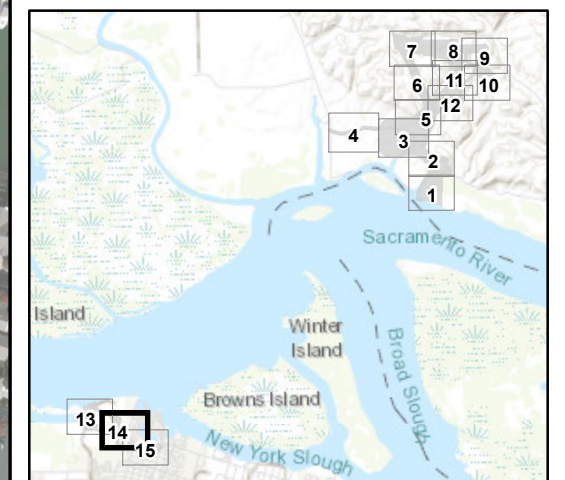 7 8 9
6 11 10
12
5
4 3
2
1
Sacramento River
Island
Winter
Island
Broad Slough
Browns Island
13
14
15
New York Slough